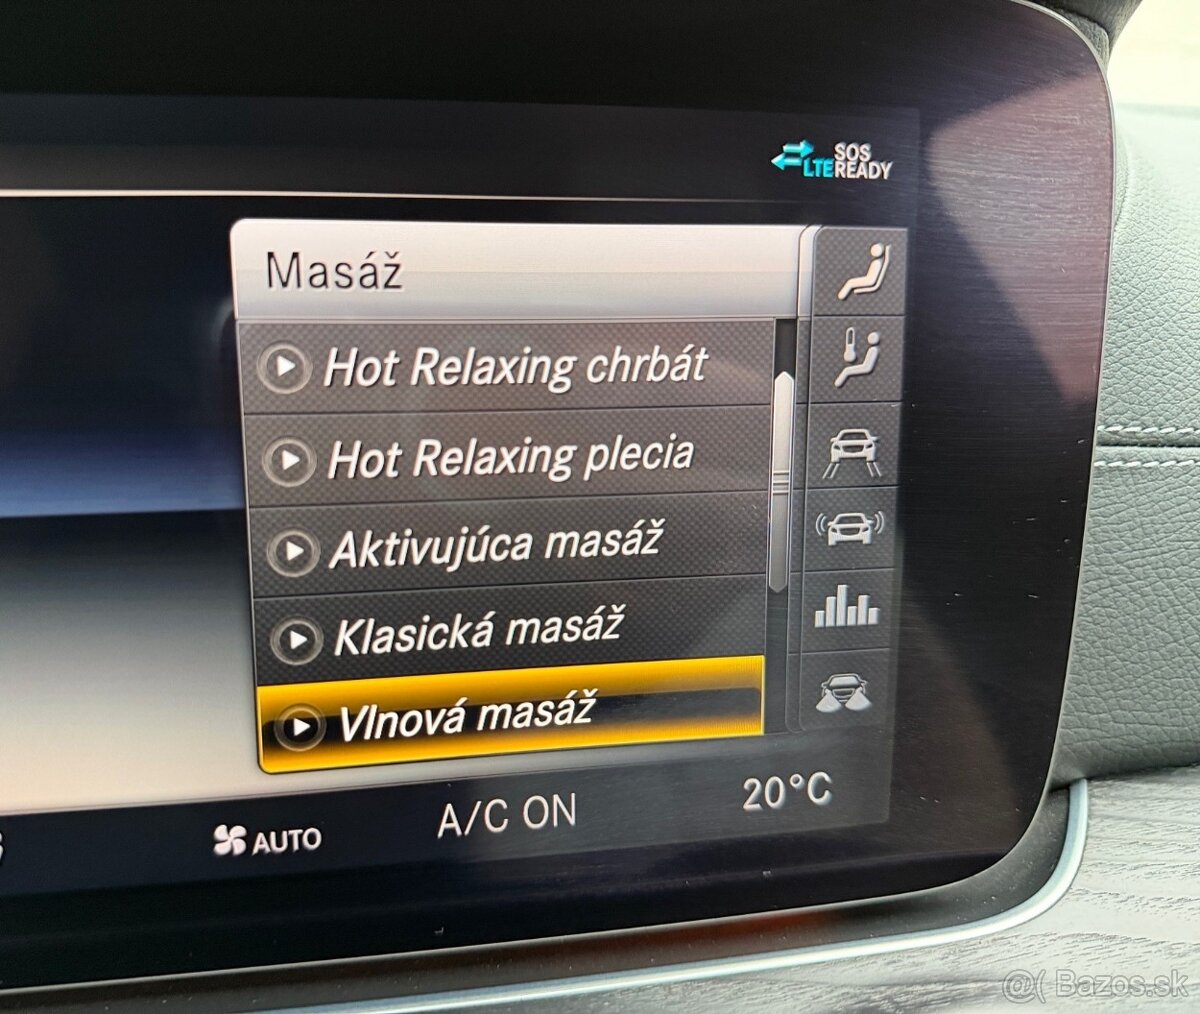 SOS
LTE READY
Masáž
Hot Relaxing chrbát
Hot Relaxing plecia
Aktivujúca masáž
Klasická masáž
Vlnová masáž
AUTO
A/C ON
20°C
@( Bazos.sk